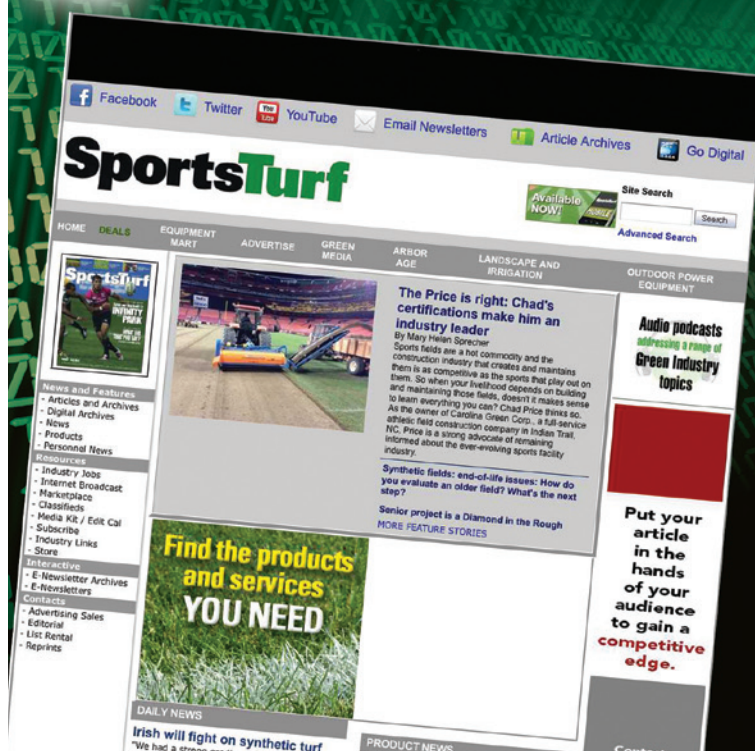 Facebook
Twitter
YouTube
Email Newsletters
Article Archives
Go Digital
SportsTurf
Available
NOW!
MOBILE
Site Search
Search
Advanced Search
HOME
DEALS
EQUIPMENT
MART
ADVERTISE
GREEN
MEDIA
ARBOR
AGE
LANDSCAPE AND
IRRIGATION
OUTDOOR POWER
EQUIPMENT
SportsTurf
INFINITY
PARK
News and Features
- Articles and Archives
- Digital Archives
- News
- Products
- Personnel News
Resources
- Industry Jobs
- Internet Broadcast
- Marketplace
- Classifieds
- Media Kit / Edit Cal
- Subscribe
- Industry Links
- Store
Interactive
- E-Newsletter Archives
- E-Newsletters
Contacts
- Advertising Sales
- Editorial
- List Rental
- Reprints
The Price is right: Chad's
certifications make him an
industry leader
By Mary Helen Sprecher
Sports fields are a hot commodity and the
construction industry that creates and maintains
them is as competitive as the sports that play out on
them. So when your livelihood depends on building
and maintaining those fields, doesn't it makes sense
to learn everything you can? Chad Price thinks so.
As the owner of Carolina Green Corp., a full-service
athletic field construction company in Indian Trail,
NC, Price is a strong advocate of remaining
informed about the ever-evolving sports facility
industry.
Synthetic fields: end-of-life issues: How do
you evaluate an older field? What's the next
step?
Senior project is a Diamond in the Rough
MORE FEATURE STORIES
Audio podcasts
addressing a range of
Green Industry
topics
Put your
article
in the
hands
of your
audience
to gain a
competitive
edge.
Find the products
and services
YOU NEED
DAILY NEWS
Irish will fight on synthetic turf
"We had a strong
PRODUCT NEWS